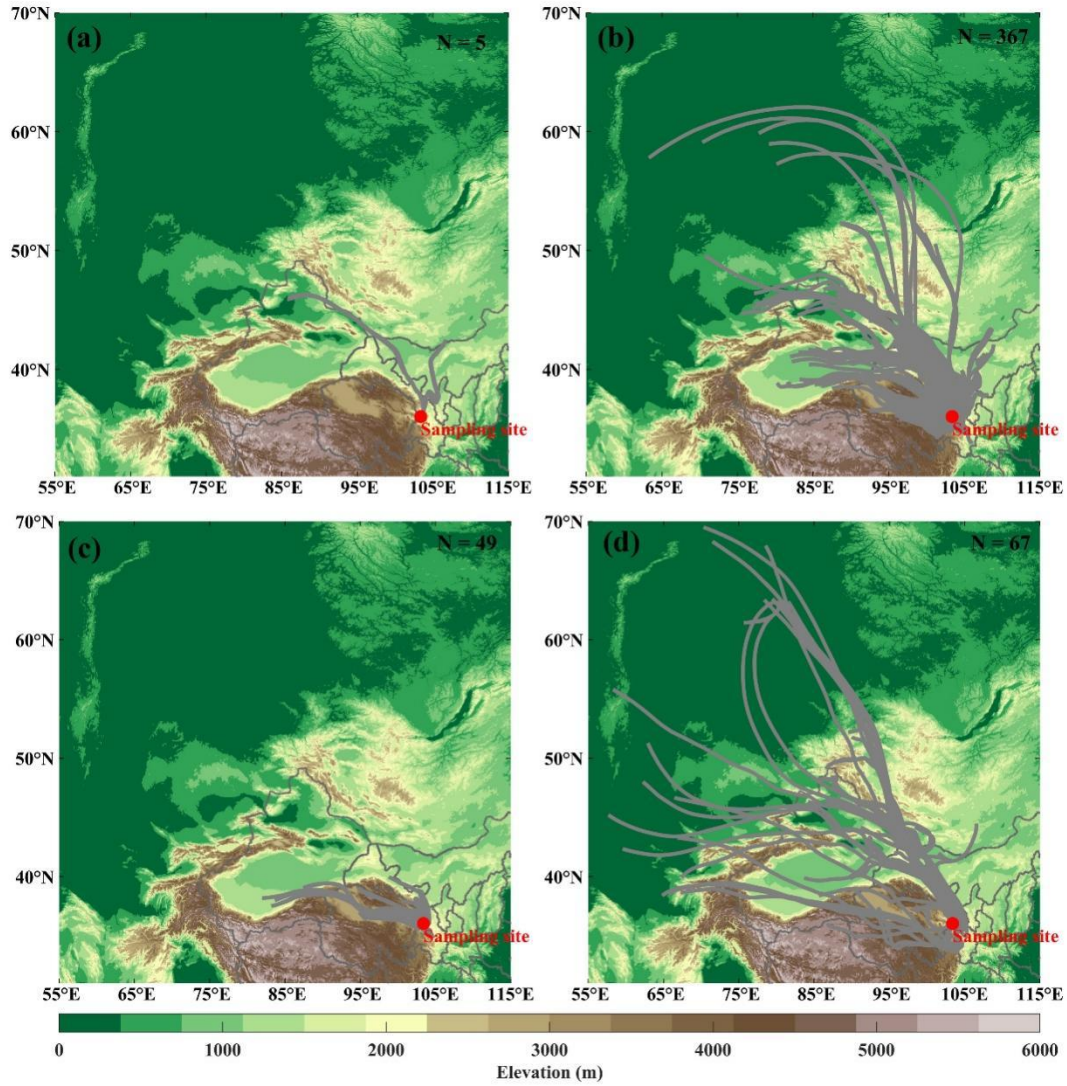 70°N
(a)
N = 5
60°N
50°N
40°N
Sampling site
55°E 65°E 75°E 85°E 95°E 105°E 115°E
70°N
(b)
N = 367
60°N
50°N
40°N
Sampling site
55°E 65°E 75°E 85°E 95°E 105°E 115°E
70°N
(c)
N = 49
60°N
50°N
40°N
Sampling site
55°E 65°E 75°E 85°E 95°E 105°E 115°E
70°N
(d)
N = 67
60°N
50°N
40°N
Sampling site
55°E 65°E 75°E 85°E 95°E 105°E 115°E
0 1000 2000 3000 4000 5000 6000
Elevation (m)